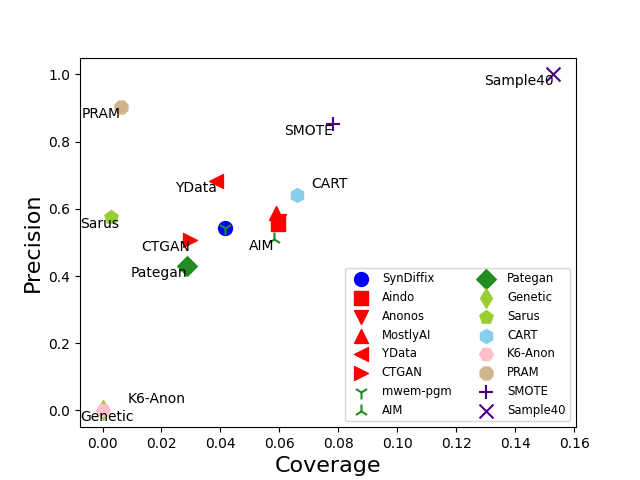 1.0
0.8
0.6
0.4
0.2
0.0
Precision
Sample40
PRAM
SMOTE
YData
CART
Sarus
CTGAN
AIM
Pategan
K6-Anon
Genetic
SynDiffix
Aindo
Anonos
MostlyAI
YData
CTGAN
mwem-pgm
AIM
Pategan
Genetic
Sarus
CART
K6-Anon
PRAM
SMOTE
Sample40
0.00 0.02 0.04 0.06 0.08 0.10 0.12 0.14 0.16
Coverage